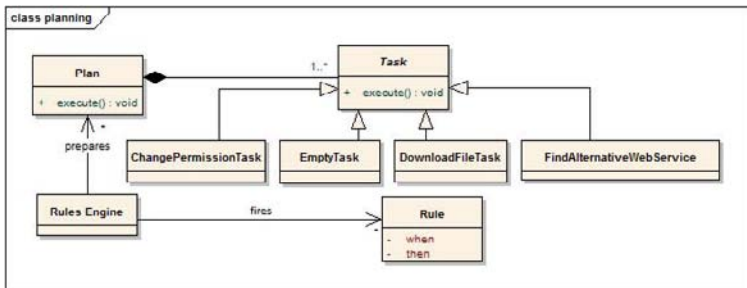 class planning
Plan
+ execute() : void
1..*
Task
+ execute() : void
*
prepares
ChangePermissionTask
EmptyTask
DownloadFileTask
FindAlternativeWebService
Rules Engine
fires
Rule
- when
- then